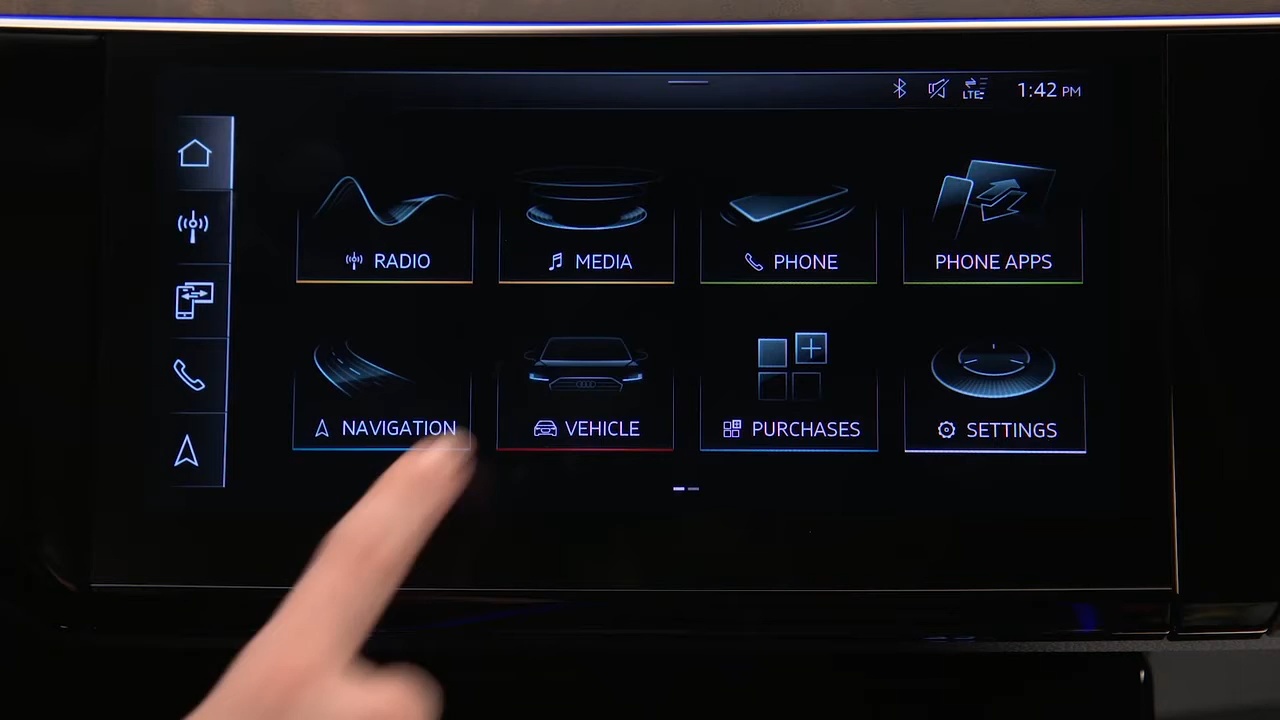 LTE 1:42 PM
RADIO MEDIA PHONE PHONE APPS
NAVIGATION VEHICLE PURCHASES SETTINGS